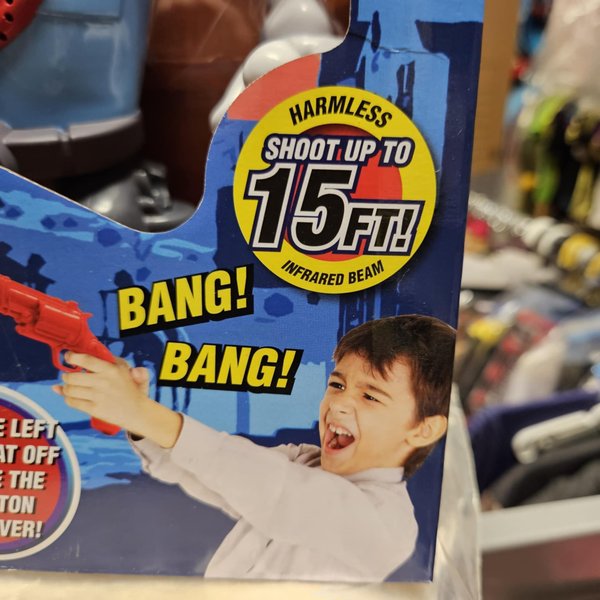 HARMLESS
SHOOT UP TO
15FT!
INFRARED BEAM
BANG!
BANG!
LEFT
AT OFF
THE
TON
VER!